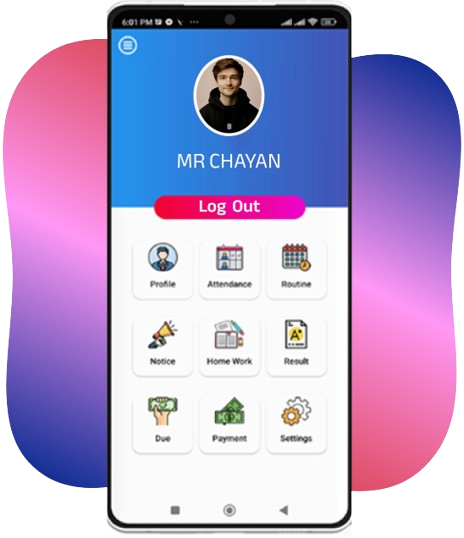 6:01 PM
MR CHAYAN
Log Out
Profile Attendance Routine
Notice Home Work Result
Due Payment Settings